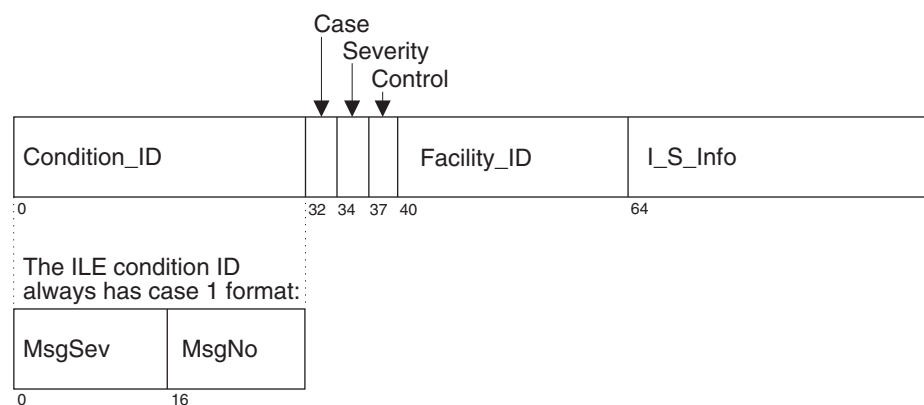 Case
Severity
Control
Condition_ID
Facility_ID
I_S_Info
0
32 34 37 40
64
The ILE condition ID
always has case 1 format:
MsgSev
MsgNo
0
16